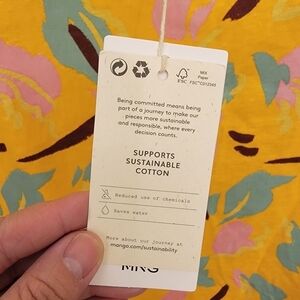 FSC
MIX
Paper
Being committed means being
part of a journey to make our
pieces more sustainable
and responsible, where every
decision counts.
SUPPORTS
SUSTAINABLE
COTTON
Reduced use of chemicals
Saves water
More about our journey at
mango.com/sustainability
MNG